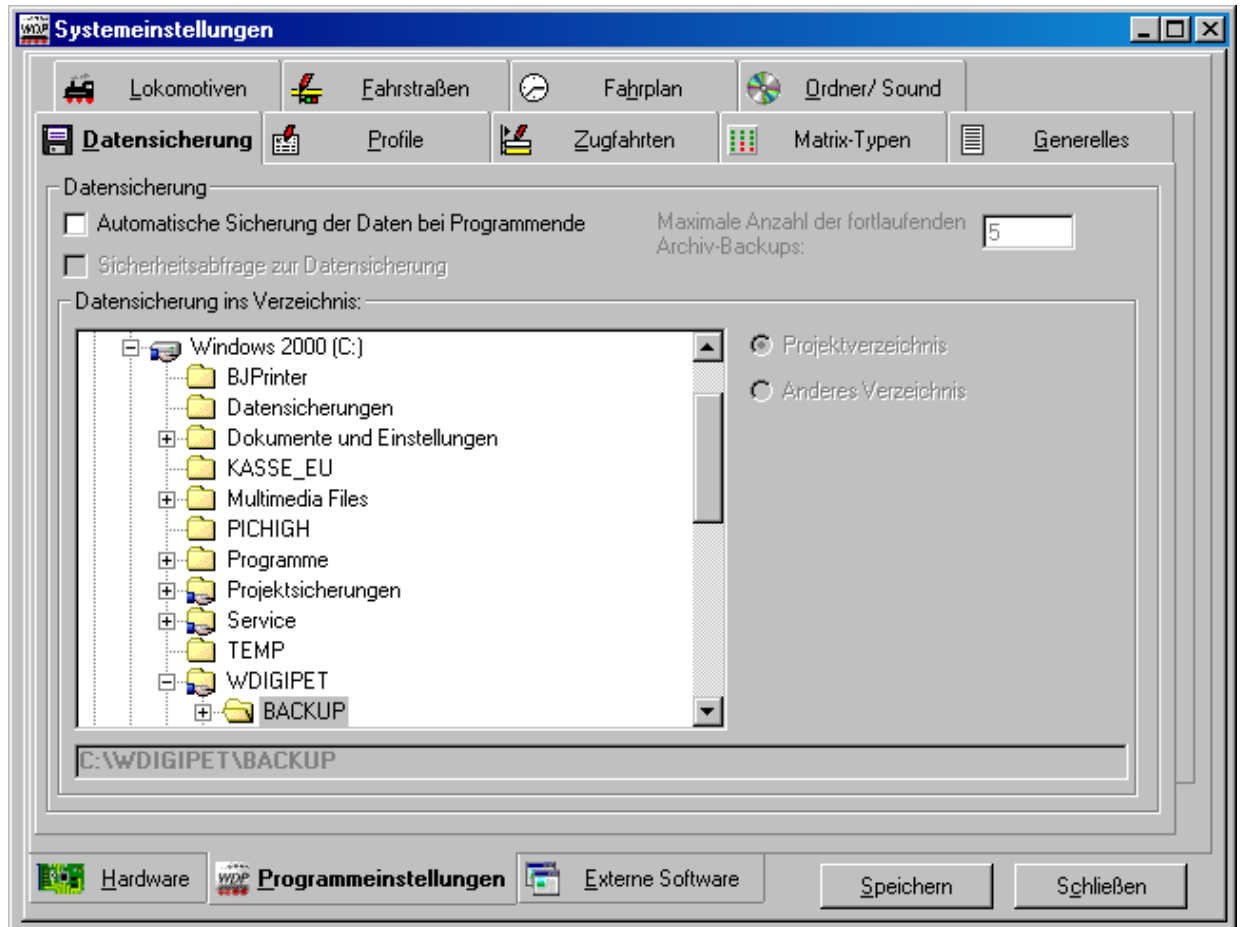 Systemeinstellungen
Lokomotiven Fahrstraßen Fahrplan Ordner/ Sound
Datensicherung Profile Zugfahrten Matrix-Typen Generelles
Datensicherung
Automatische Sicherung der Daten bei Programmende
Maximale Anzahl der fortlaufenden
Archiv-Backups:
5
Sicherheitsabfrage zur Datensicherung
Datensicherung ins Verzeichnis:
Windows 2000 (C:)
BJPrinter
Datensicherungen
Dokumente und Einstellungen
KASSE_EU
Multimedia Files
PICHIGH
Programme
Projektsicherungen
Service
TEMP
WDIGIPET
BACKUP
Projektverzeichnis
Anderes Verzeichnis
C:\WDIGIPET\BACKUP
Hardware WDP Programmeinstellungen Externe Software Speichern Schließen